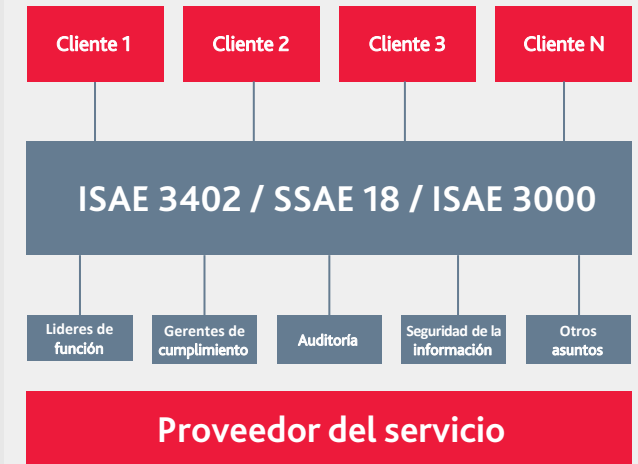 Cliente 1
Cliente 2
Cliente 3
Cliente N
ISAE 3402 / SSAE 18 / ISAE 3000
Lideres de
función
Gerentes de
cumplimiento
Auditoría
Seguridad de la
información
Otros
asuntos
Proveedor del servicio